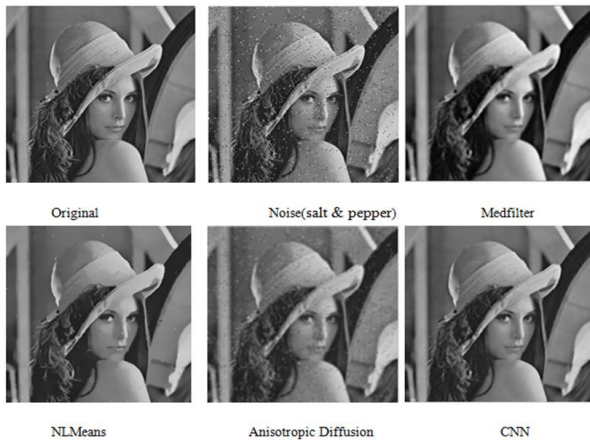 Original
Noise(salt & pepper)
Medfilter
NLMeans
Anisotropic Diffusion
CNN